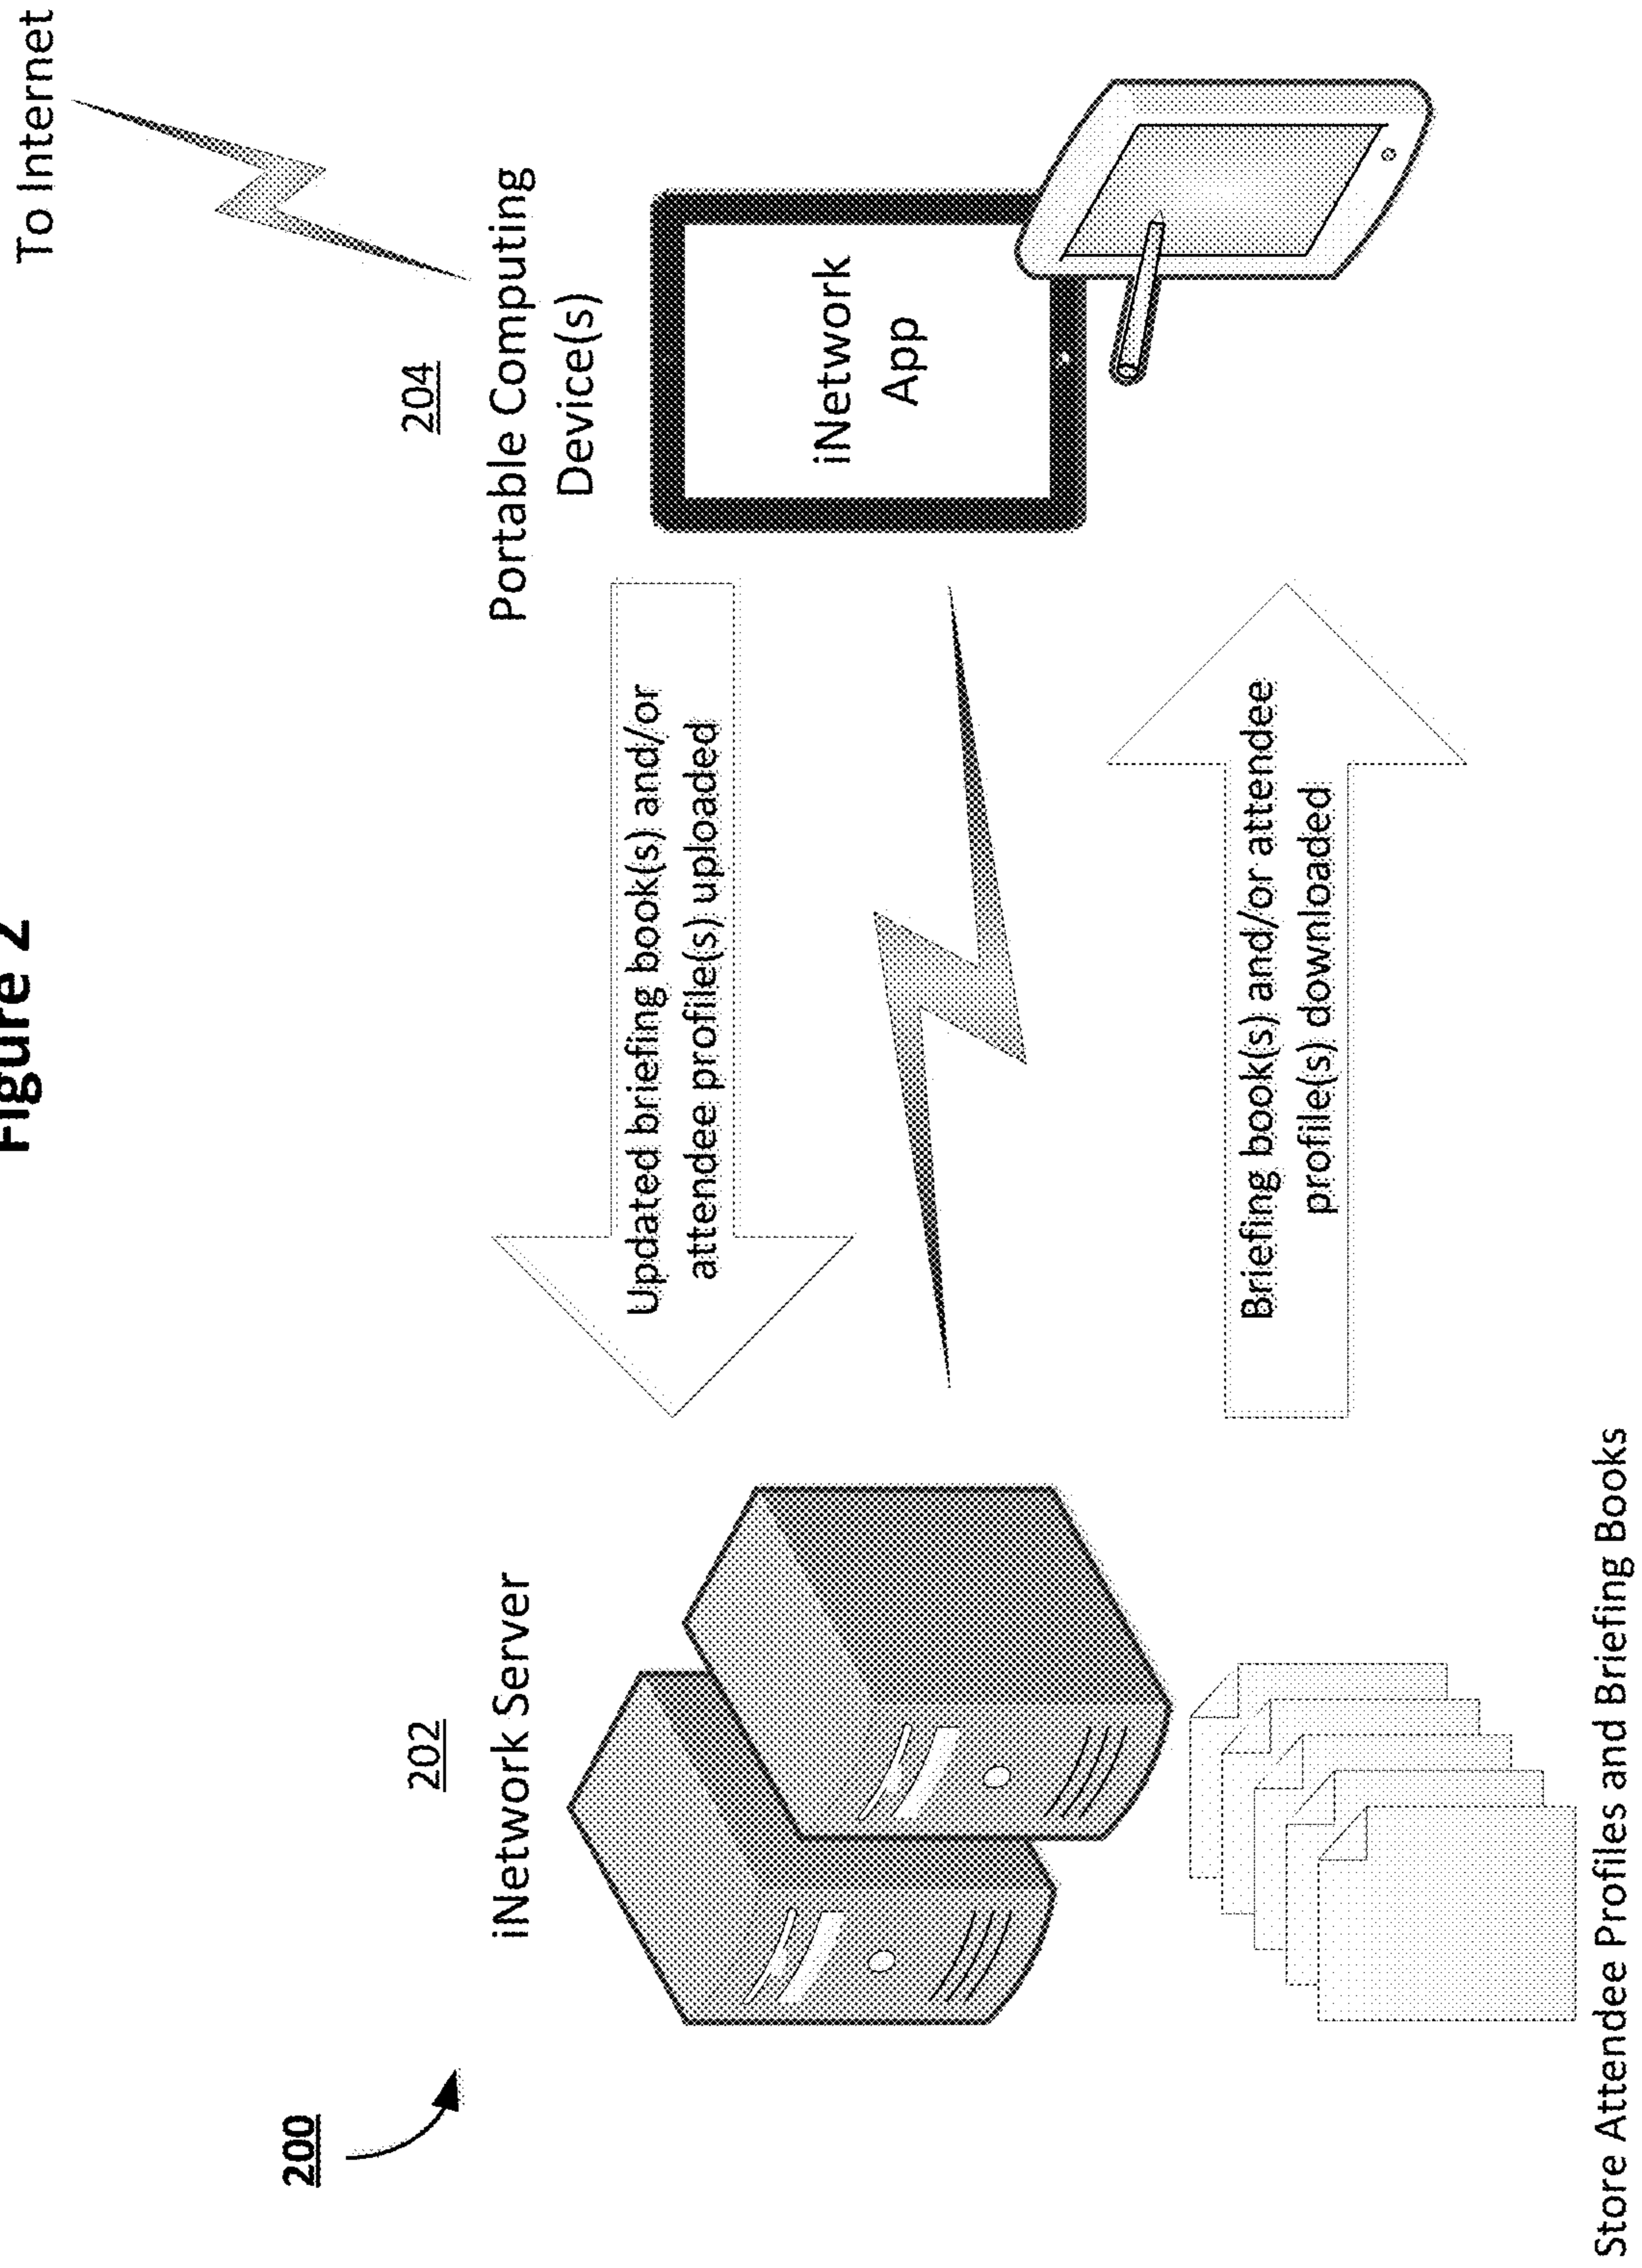 Figure 2
200
To Internet
202
iNetwork Server
204
Portable Computing
Device(s)
Updated briefing book(s) and/or
attendee profile(s) uploaded
iNetwork
App
Briefing book(s) and/or attendee
profile(s) downloaded
Store Attendee Profiles and Briefing Books